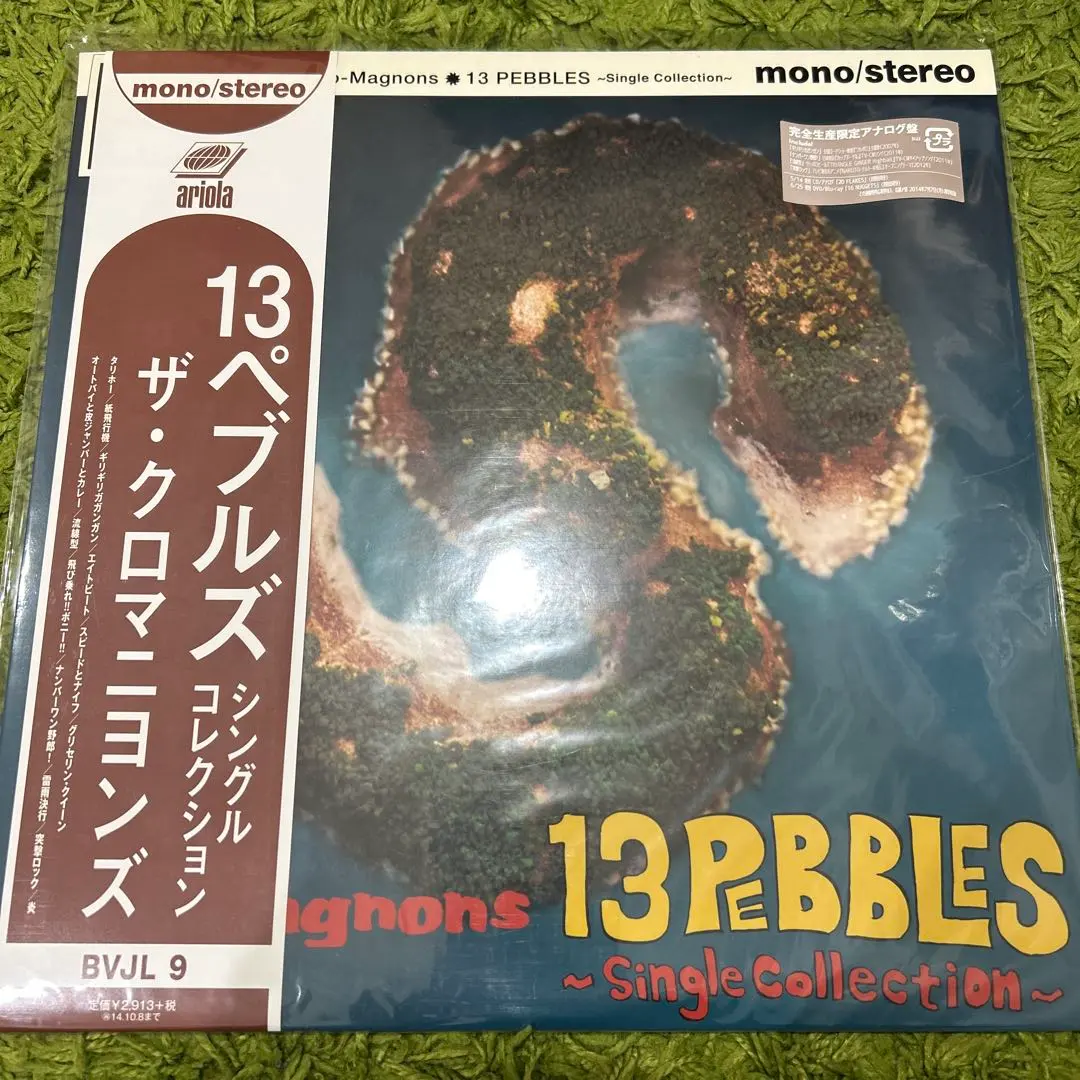 mono/stereo
ariola
13ペブルズ
シングル
コレクション
ザ・クロマニヨンズ
タリホー/紙飛行機/ギリギリガガンガン/エイトビート/スピードとナイフ/グリセリン・クイーン
オートバイと皮ジャンパーとカレー/流線型/飛び乗れ!!ボニー!!/ナンバーワン野郎!/雷雨決行/突撃ロック/炎
BVJL 9
定価¥2,913+税
14.10.8まで
o-Magnons ✸ 13 PEBBLES ~Single Collection~
mono/stereo
完全生産限定アナログ盤
プラ
agnons
13 PEBBLES
~Single Collection~